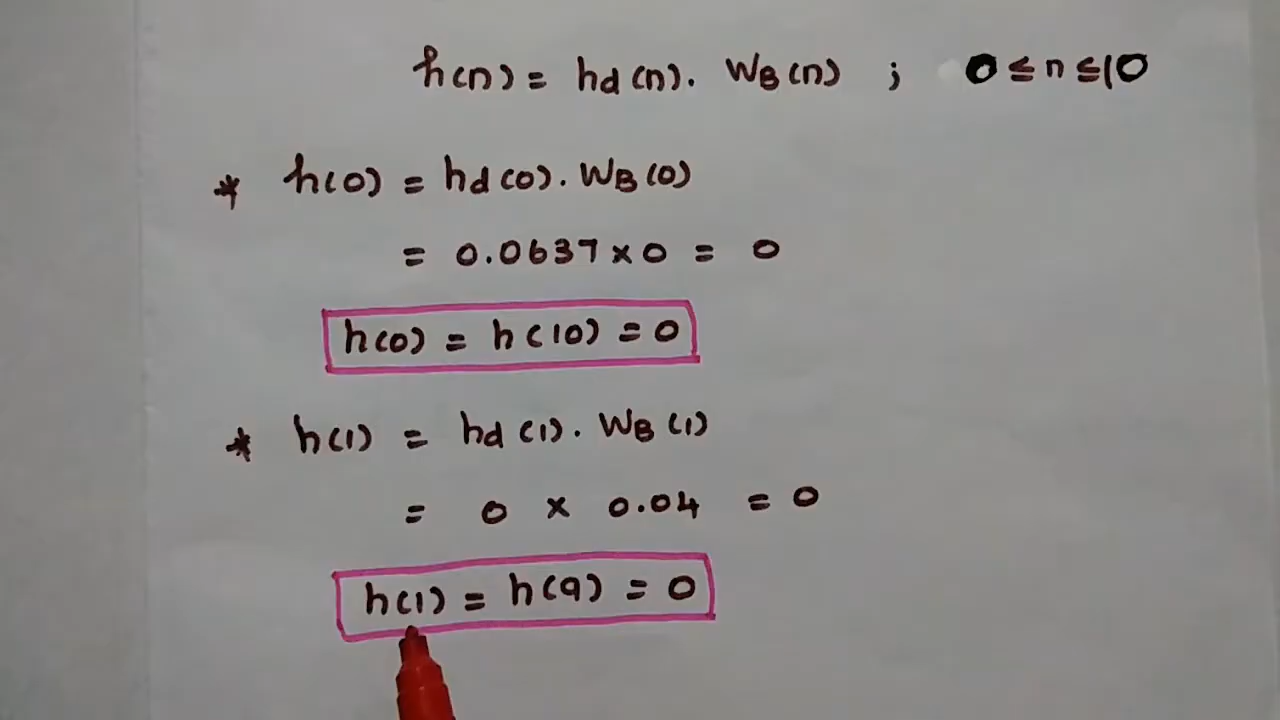 h(n) = hd(n). WB(n) ; 0 ≤ n ≤ 10
* h(0) = hd(0). WB(0)
= 0.0637 × 0 = 0
h(0) = h(10) = 0
* h(1) = hd(1). WB(1)
= 0 × 0.04 = 0
h(1) = h(9) = 0